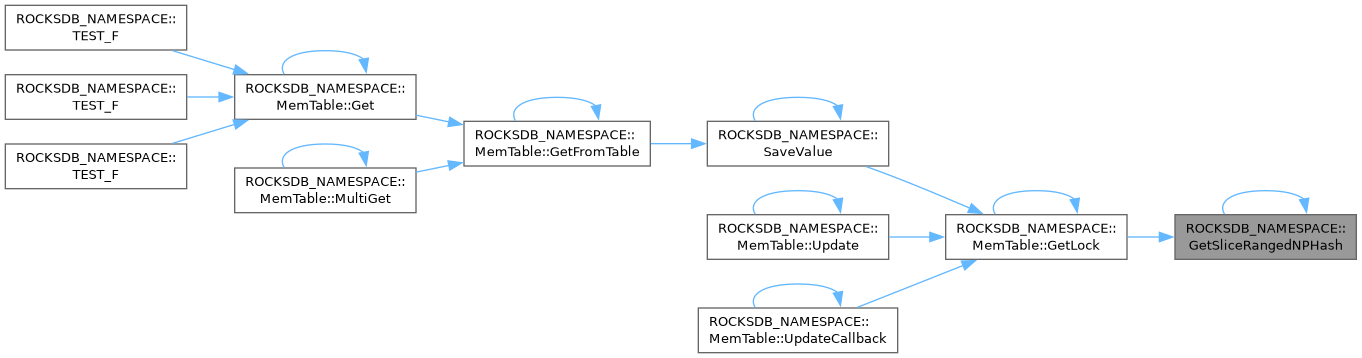 ROCKSDB_NAMESPACE::
TEST_F
ROCKSDB_NAMESPACE::
TEST_F
ROCKSDB_NAMESPACE::
TEST_F
ROCKSDB_NAMESPACE::
MemTable::Get
ROCKSDB_NAMESPACE::
MemTable::MultiGet
ROCKSDB_NAMESPACE::
MemTable::GetFromTable
ROCKSDB_NAMESPACE::
SaveValue
ROCKSDB_NAMESPACE::
MemTable::Update
ROCKSDB_NAMESPACE::
MemTable::UpdateCallback
ROCKSDB_NAMESPACE::
MemTable::GetLock
ROCKSDB_NAMESPACE::
GetSliceRangedNPHash